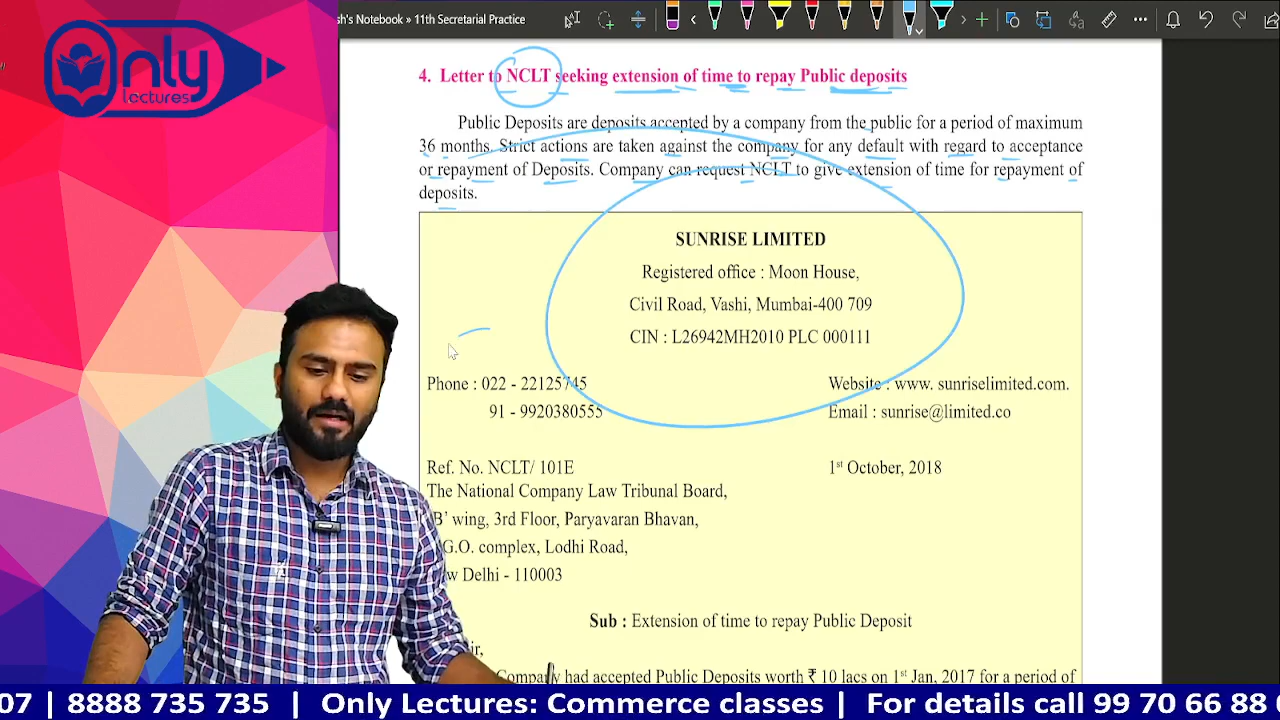 sh's Notebook » 11th Secretarial Practice
Only
lectures
4. Letter to NCLT seeking extension of time to repay Public deposits
Public Deposits are deposits accepted by a company from the public for a period of maximum
36 months. Strict actions are taken against the company for any default with regard to acceptance
or repayment of Deposits. Company can request NCLT to give extension of time for repayment of
deposits.
SUNRISE LIMITED
Registered office : Moon House,
Civil Road, Vashi, Mumbai-400 709
CIN : L26942MH2010 PLC 000111
Phone : 022 - 22125745
Website : www. sunriselimited.com.
91 - 9920380555
Email : sunrise@limited.co
Ref. No. NCLT/ 101E
1st October, 2018
The National Company Law Tribunal Board,
B’ wing, 3rd Floor, Paryavaran Bhavan,
G.O. complex, Lodhi Road,
w Delhi - 110003
Sub : Extension of time to repay Public Deposit
ir,
Company had accepted Public Deposits worth ₹ 10 lacs on 1st Jan, 2017 for a period of
07 | 8888 735 735 | Only Lectures: Commerce classes | For details call 99 70 66 88